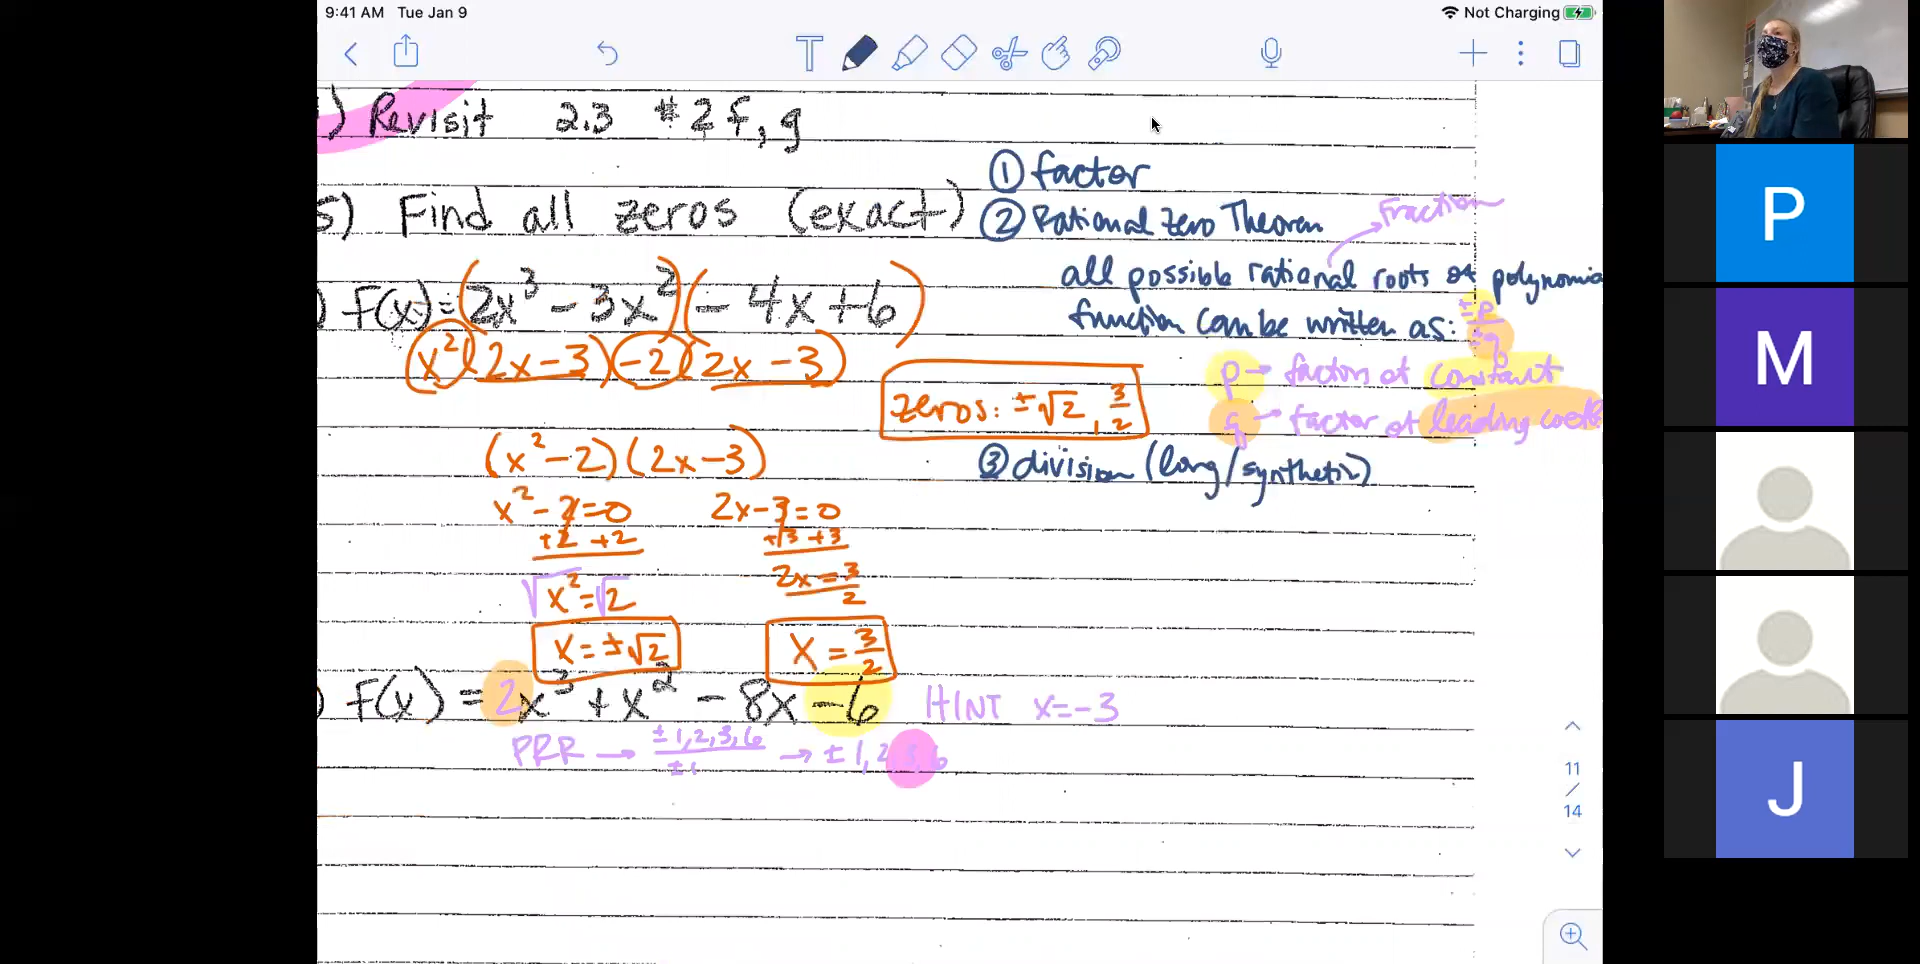 9:41 AM Tue Jan 9
Not Charging
) Revisit 2.3 #2 f, g
① factor
5) Find all zeros (exact)
② Rational Zero Theorem
Fraction
all possible rational roots of polynomia
function can be written as: ±p/±q
) f(x) = (2x³ - 3x²)(- 4x + 6)
x²(2x-3) -2(2x-3)
p → factors of constant
q → factor of leading coeff
zeros: ±√2, 3/2
(x²-2)(2x-3)
③ division (long/synthetic)
x²-2=0 2x-3=0
+2 +2 +3 +3
√x²=√2 2x=3
2
x=±√2 x=3/2
) f(x) = 2x³ + x² - 8x - 6 HINT x=-3
PRR → ±1,2,3,6 → ±1,2,3,6
±1
11
/
14
P
M
J